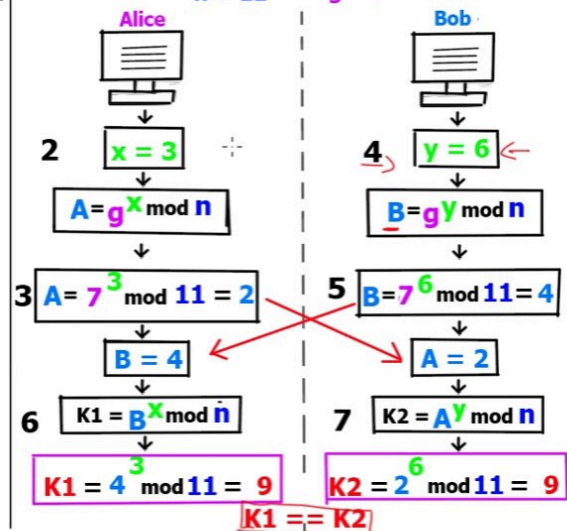 Alice Bob
2 x = 3 4 y = 6
A=g^x mod n B=g^y mod n
3 A= 7^3 mod 11 = 2 5 B=7^6 mod 11= 4
B = 4 A = 2
6 K1 = B^x mod n 7 K2 = A^y mod n
K1 = 4^3 mod 11 = 9 K2 = 2^6 mod 11 = 9
K1 == K2